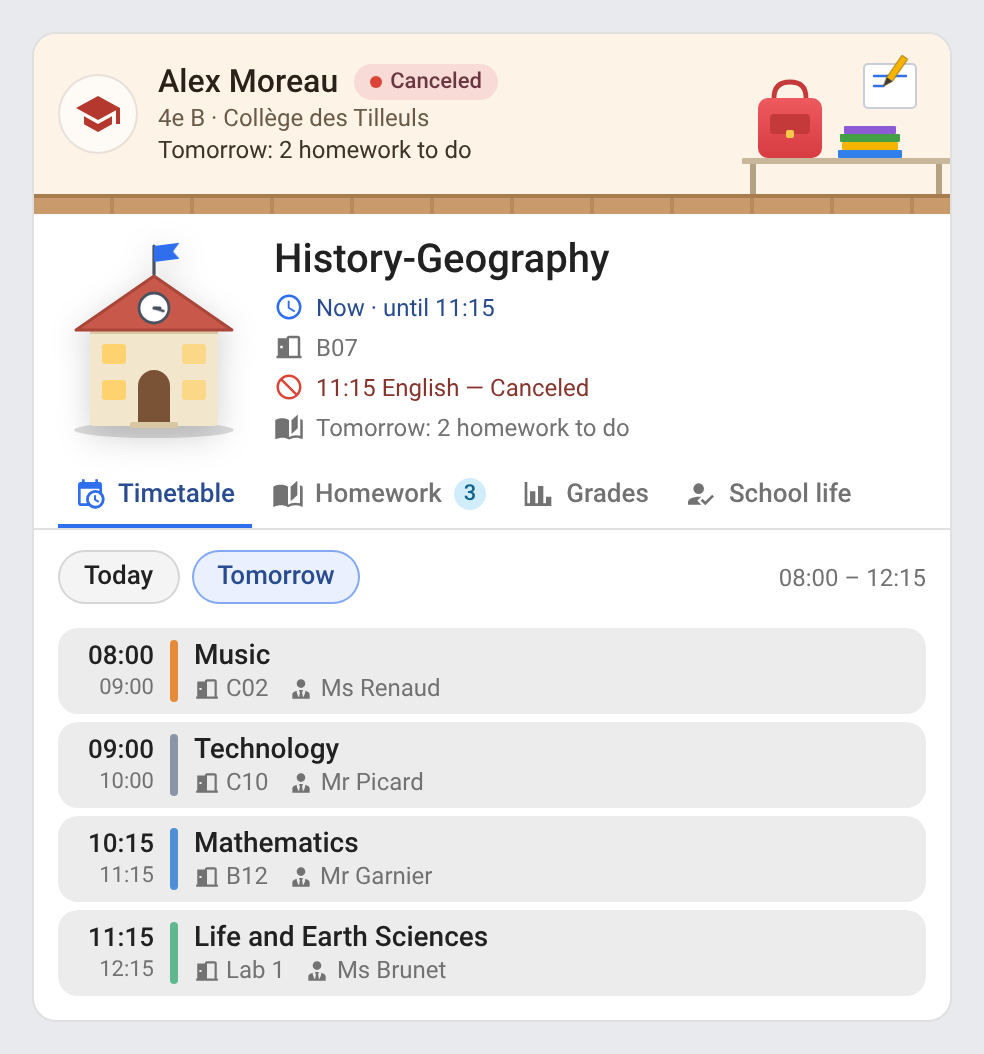 Alex Moreau Canceled
4e B · Collège des Tilleuls
Tomorrow: 2 homework to do
History-Geography
Now · until 11:15
B07
11:15 English — Canceled
Tomorrow: 2 homework to do
Timetable Homework 3 Grades School life
Today Tomorrow 08:00 – 12:15
08:00 Music
09:00 C02 Ms Renaud
09:00 Technology
10:00 C10 Mr Picard
10:15 Mathematics
11:15 B12 Mr Garnier
11:15 Life and Earth Sciences
12:15 Lab 1 Ms Brunet